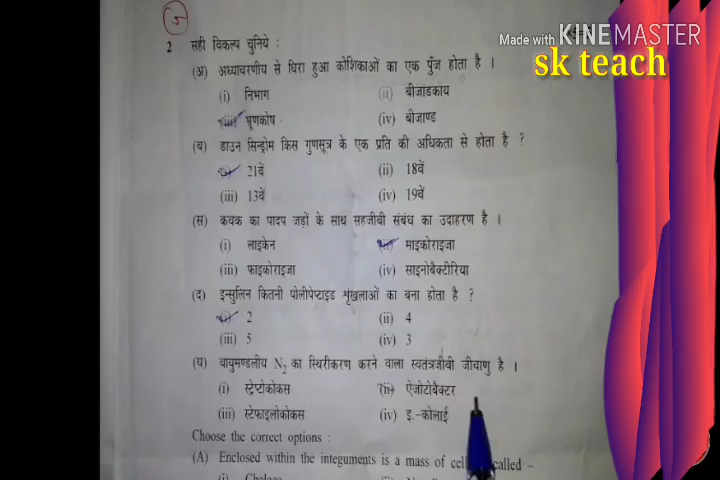 5
Made with KINEMASTER
sk teach
2 सही विकल्प चुनिये :
(अ) अध्यावरणीय से घिरा हुआ कोशिकाओं का एक पुँज होता है ।
(i) निभाग (ii) बीजांडकाय
(iii) भ्रूणकोष (iv) बीजाण्ड
(ब) डाउन सिन्ड्रोम किस गुणसूत्र के एक प्रति की अधिकता से होता है ?
(i) 21वें (ii) 18वें
(iii) 13वें (iv) 19वें
(स) कवक का पादप जड़ों के साथ सहजीवी संबंध का उदाहरण है ।
(i) लाइकेन (ii) माइकोराइजा
(iii) फाइकोराइजा (iv) साइनोबैक्टीरिया
(द) इन्सुलिन कितनी पोलीपेप्टाइड शृंखलाओं का बना होता है ?
(i) 2 (ii) 4
(iii) 5 (iv) 3
(य) वायुमण्डलीय N₂ का स्थिरीकरण करने वाला स्वतंत्रजीवी जीवाणु है ।
(i) स्ट्रेप्टोकोकस (ii) ऐजोटोबैक्टर
(iii) स्टेफाइलोकोकस (iv) इ.-कोलाई
Choose the correct options :
(A) Enclosed within the integuments is a mass of cell called –
(i) Chalaza